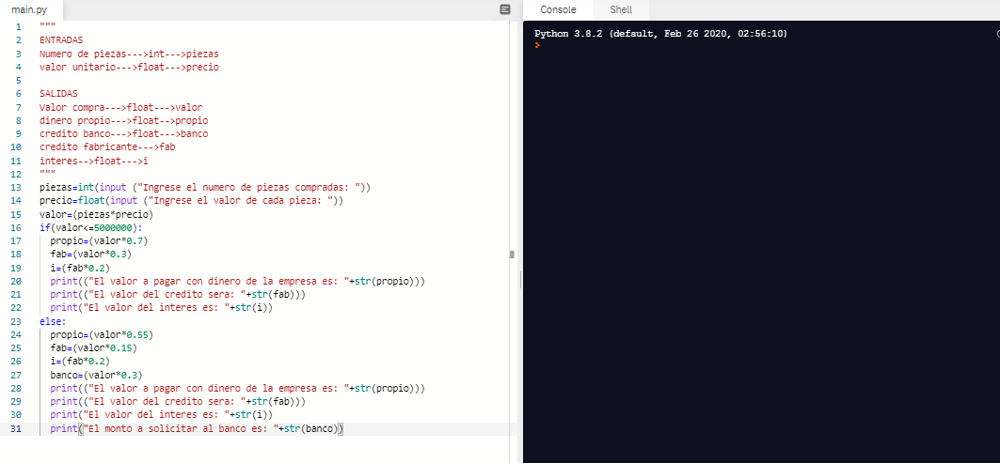 main.py
1 """
2 ENTRADAS
3 Numero de piezas--->int--->piezas
4 valor unitario--->float--->precio
5
6 SALIDAS
7 Valor compra--->float--->valor
8 dinero propio--->float-->propio
9 credito banco--->float--->banco
10 credito fabricante--->fab
11 interes-->float--->i
12 """
13 piezas=int(input ("Ingrese el numero de piezas compradas: "))
14 precio=float(input ("Ingrese el valor de cada pieza: "))
15 valor=(piezas*precio)
16 if(valor<=5000000):
17 propio=(valor*0.7)
18 fab=(valor*0.3)
19 i=(fab*0.2)
20 print(("El valor a pagar con dinero de la empresa es: "+str(propio)))
21 print(("El valor del credito sera: "+str(fab)))
22 print("El valor del interes es: "+str(i))
23 else:
24 propio=(valor*0.55)
25 fab=(valor*0.15)
26 i=(fab*0.2)
27 banco=(valor*0.3)
28 print(("El valor a pagar con dinero de la empresa es: "+str(propio)))
29 print(("El valor del credito sera: "+str(fab)))
30 print("El valor del interes es: "+str(i))
31 print("El monto a solicitar al banco es: "+str(banco))
Console Shell
Python 3.8.2 (default, Feb 26 2020, 02:56:10)
>